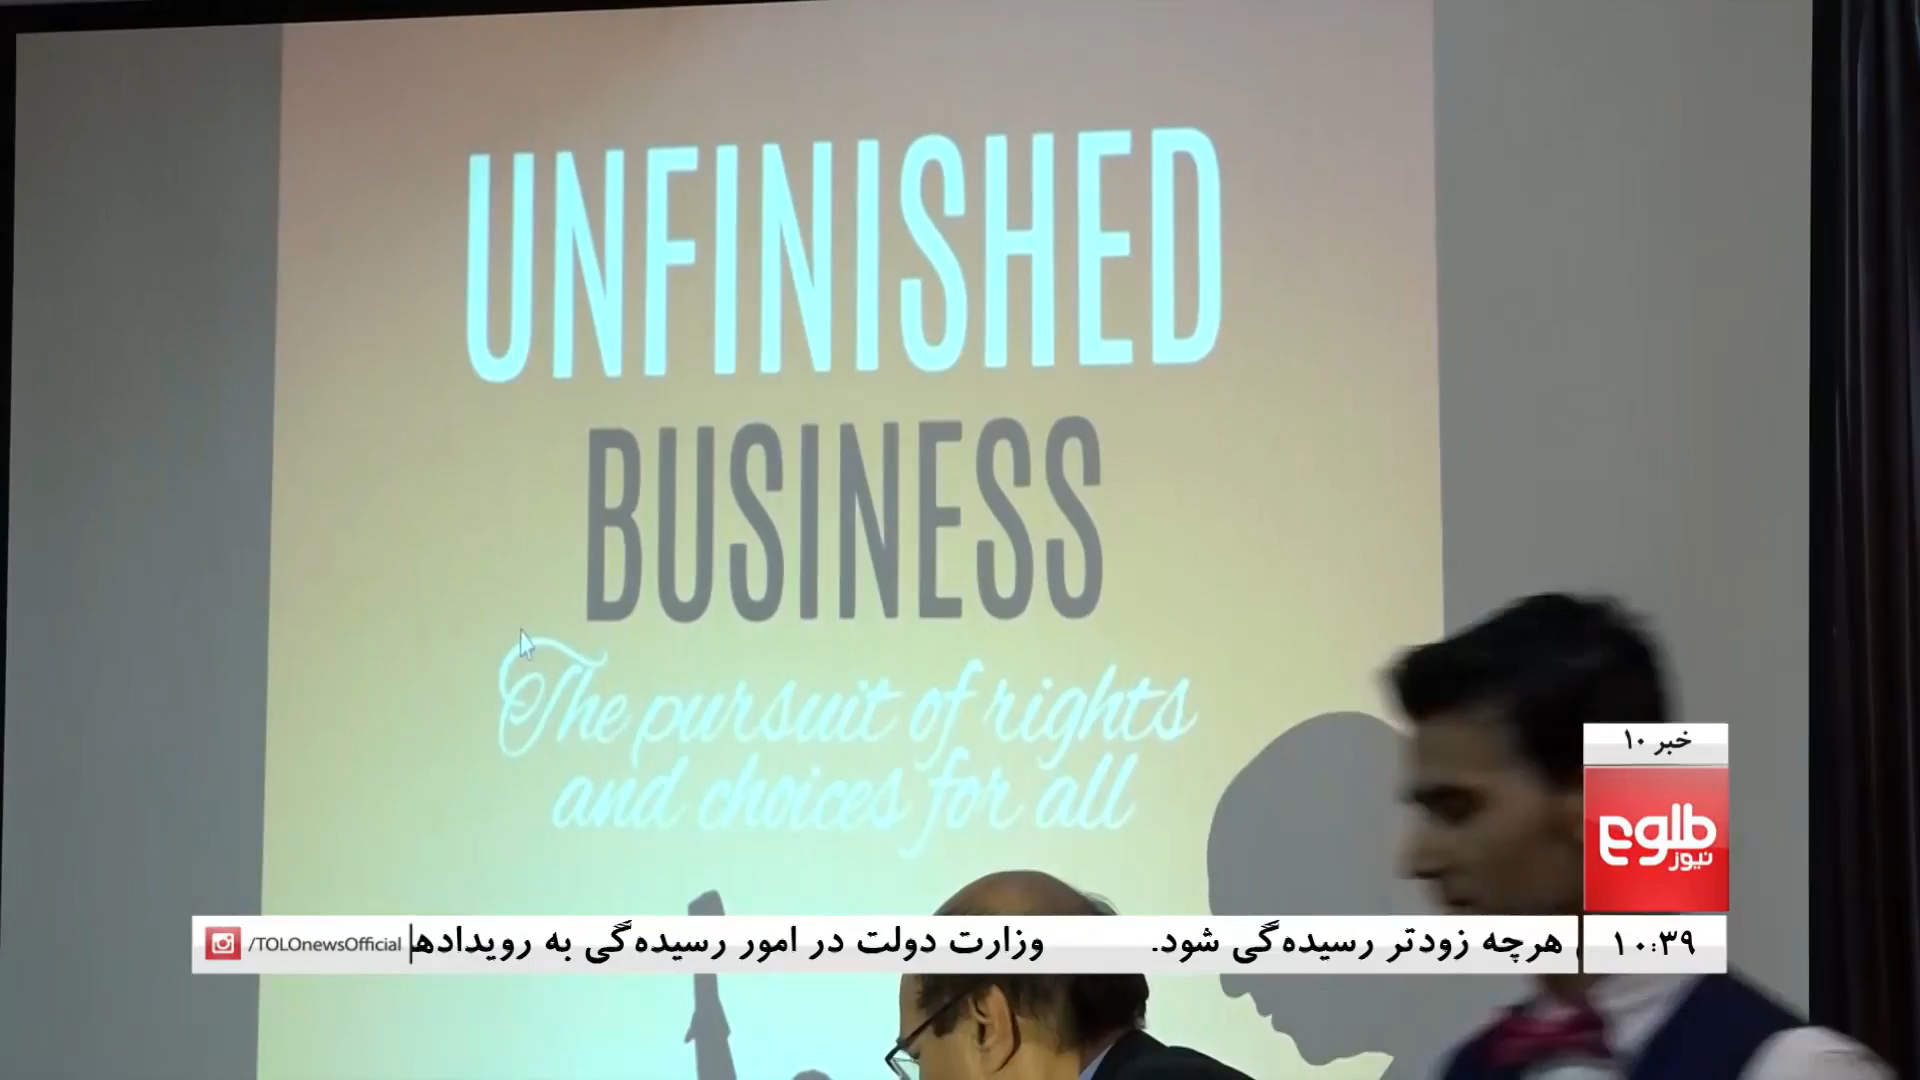 UNFINISHED
BUSINESS
The pursuit of rights
and choices for all
خبر ۱۰
طلوع
نیوز
۱۰:۳۹
هرچه زودتر رسیده‌گی شود.
وزارت دولت در امور رسیده‌گی به رویدادها
/TOLOnewsOfficial